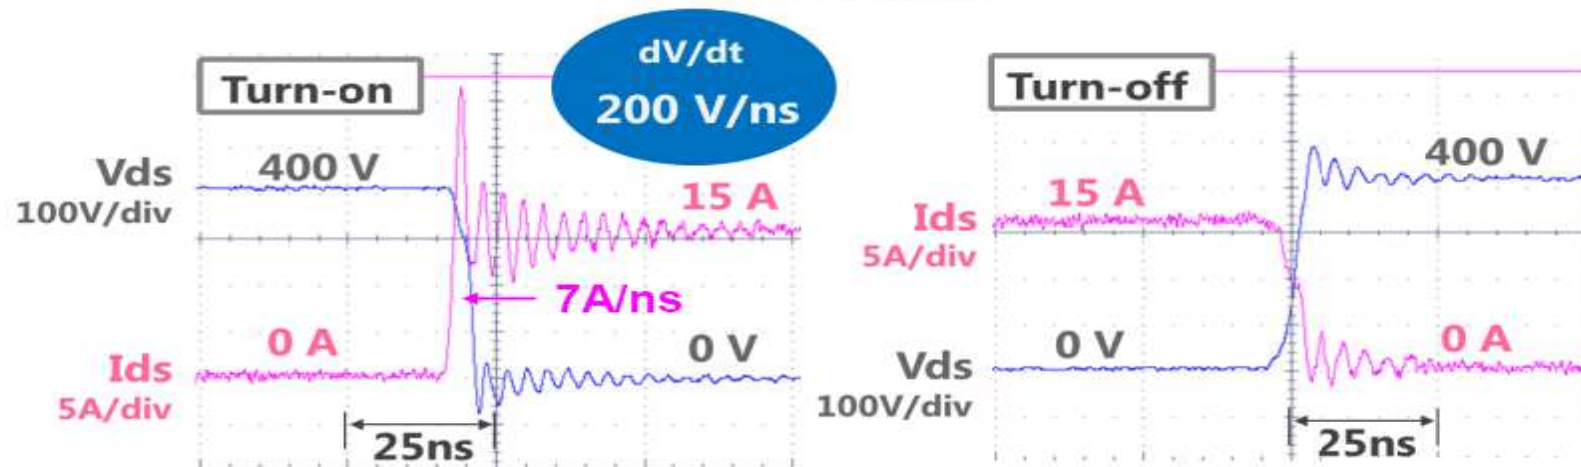 Turn-on
dV/dt
200 V/ns
Vds
100V/div
400 V
15 A
7A/ns
0 A
0 V
Ids
5A/div
25ns
Turn-off
400 V
15 A
Ids
5A/div
0 V
0 A
Vds
100V/div
25ns